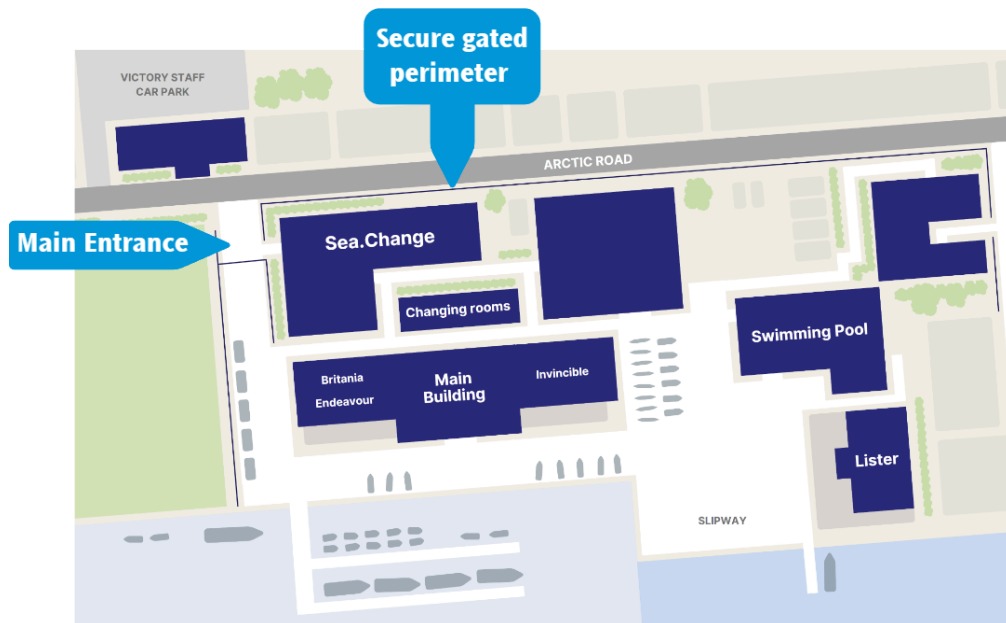 Secure gated
perimeter
VICTORY STAFF
CAR PARK
ARCTIC ROAD
Main Entrance
Sea.Change
Changing rooms
Swimming Pool
Britania
Endeavour
Main
Building
Invincible
Lister
SLIPWAY